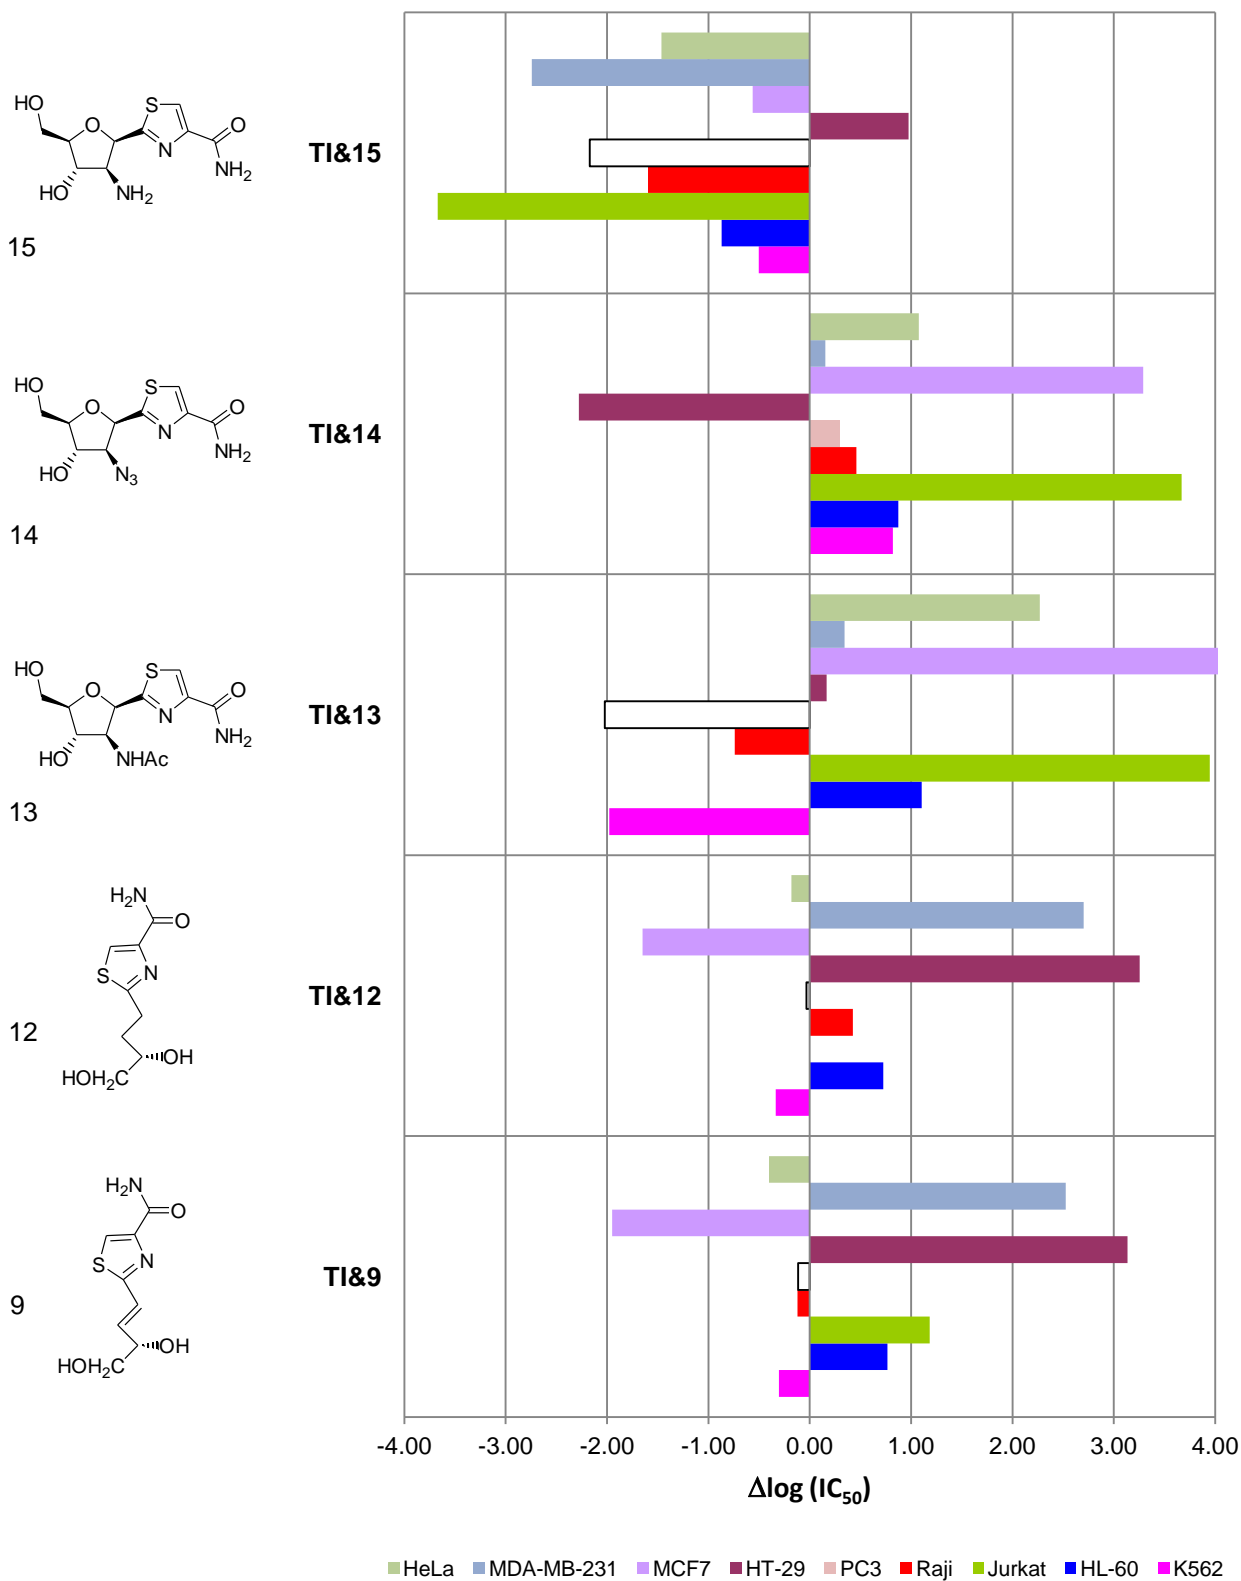 HO
S
O
N
O
NH2
HO
NH2
15
TI&15
HO
S
O
N
O
NH2
HO
N3
14
TI&14
HO
S
O
N
O
NH2
HO
NHAc
13
TI&13
H2N
O
S
N
12
OH
HOH2C
TI&12
H2N
O
S
N
9
OH
HOH2C
TI&9
-4.00 -3.00 -2.00 -1.00 0.00 1.00 2.00 3.00 4.00
Δlog (IC50)
HeLa MDA-MB-231 MCF7 HT-29 PC3 Raji Jurkat HL-60 K562